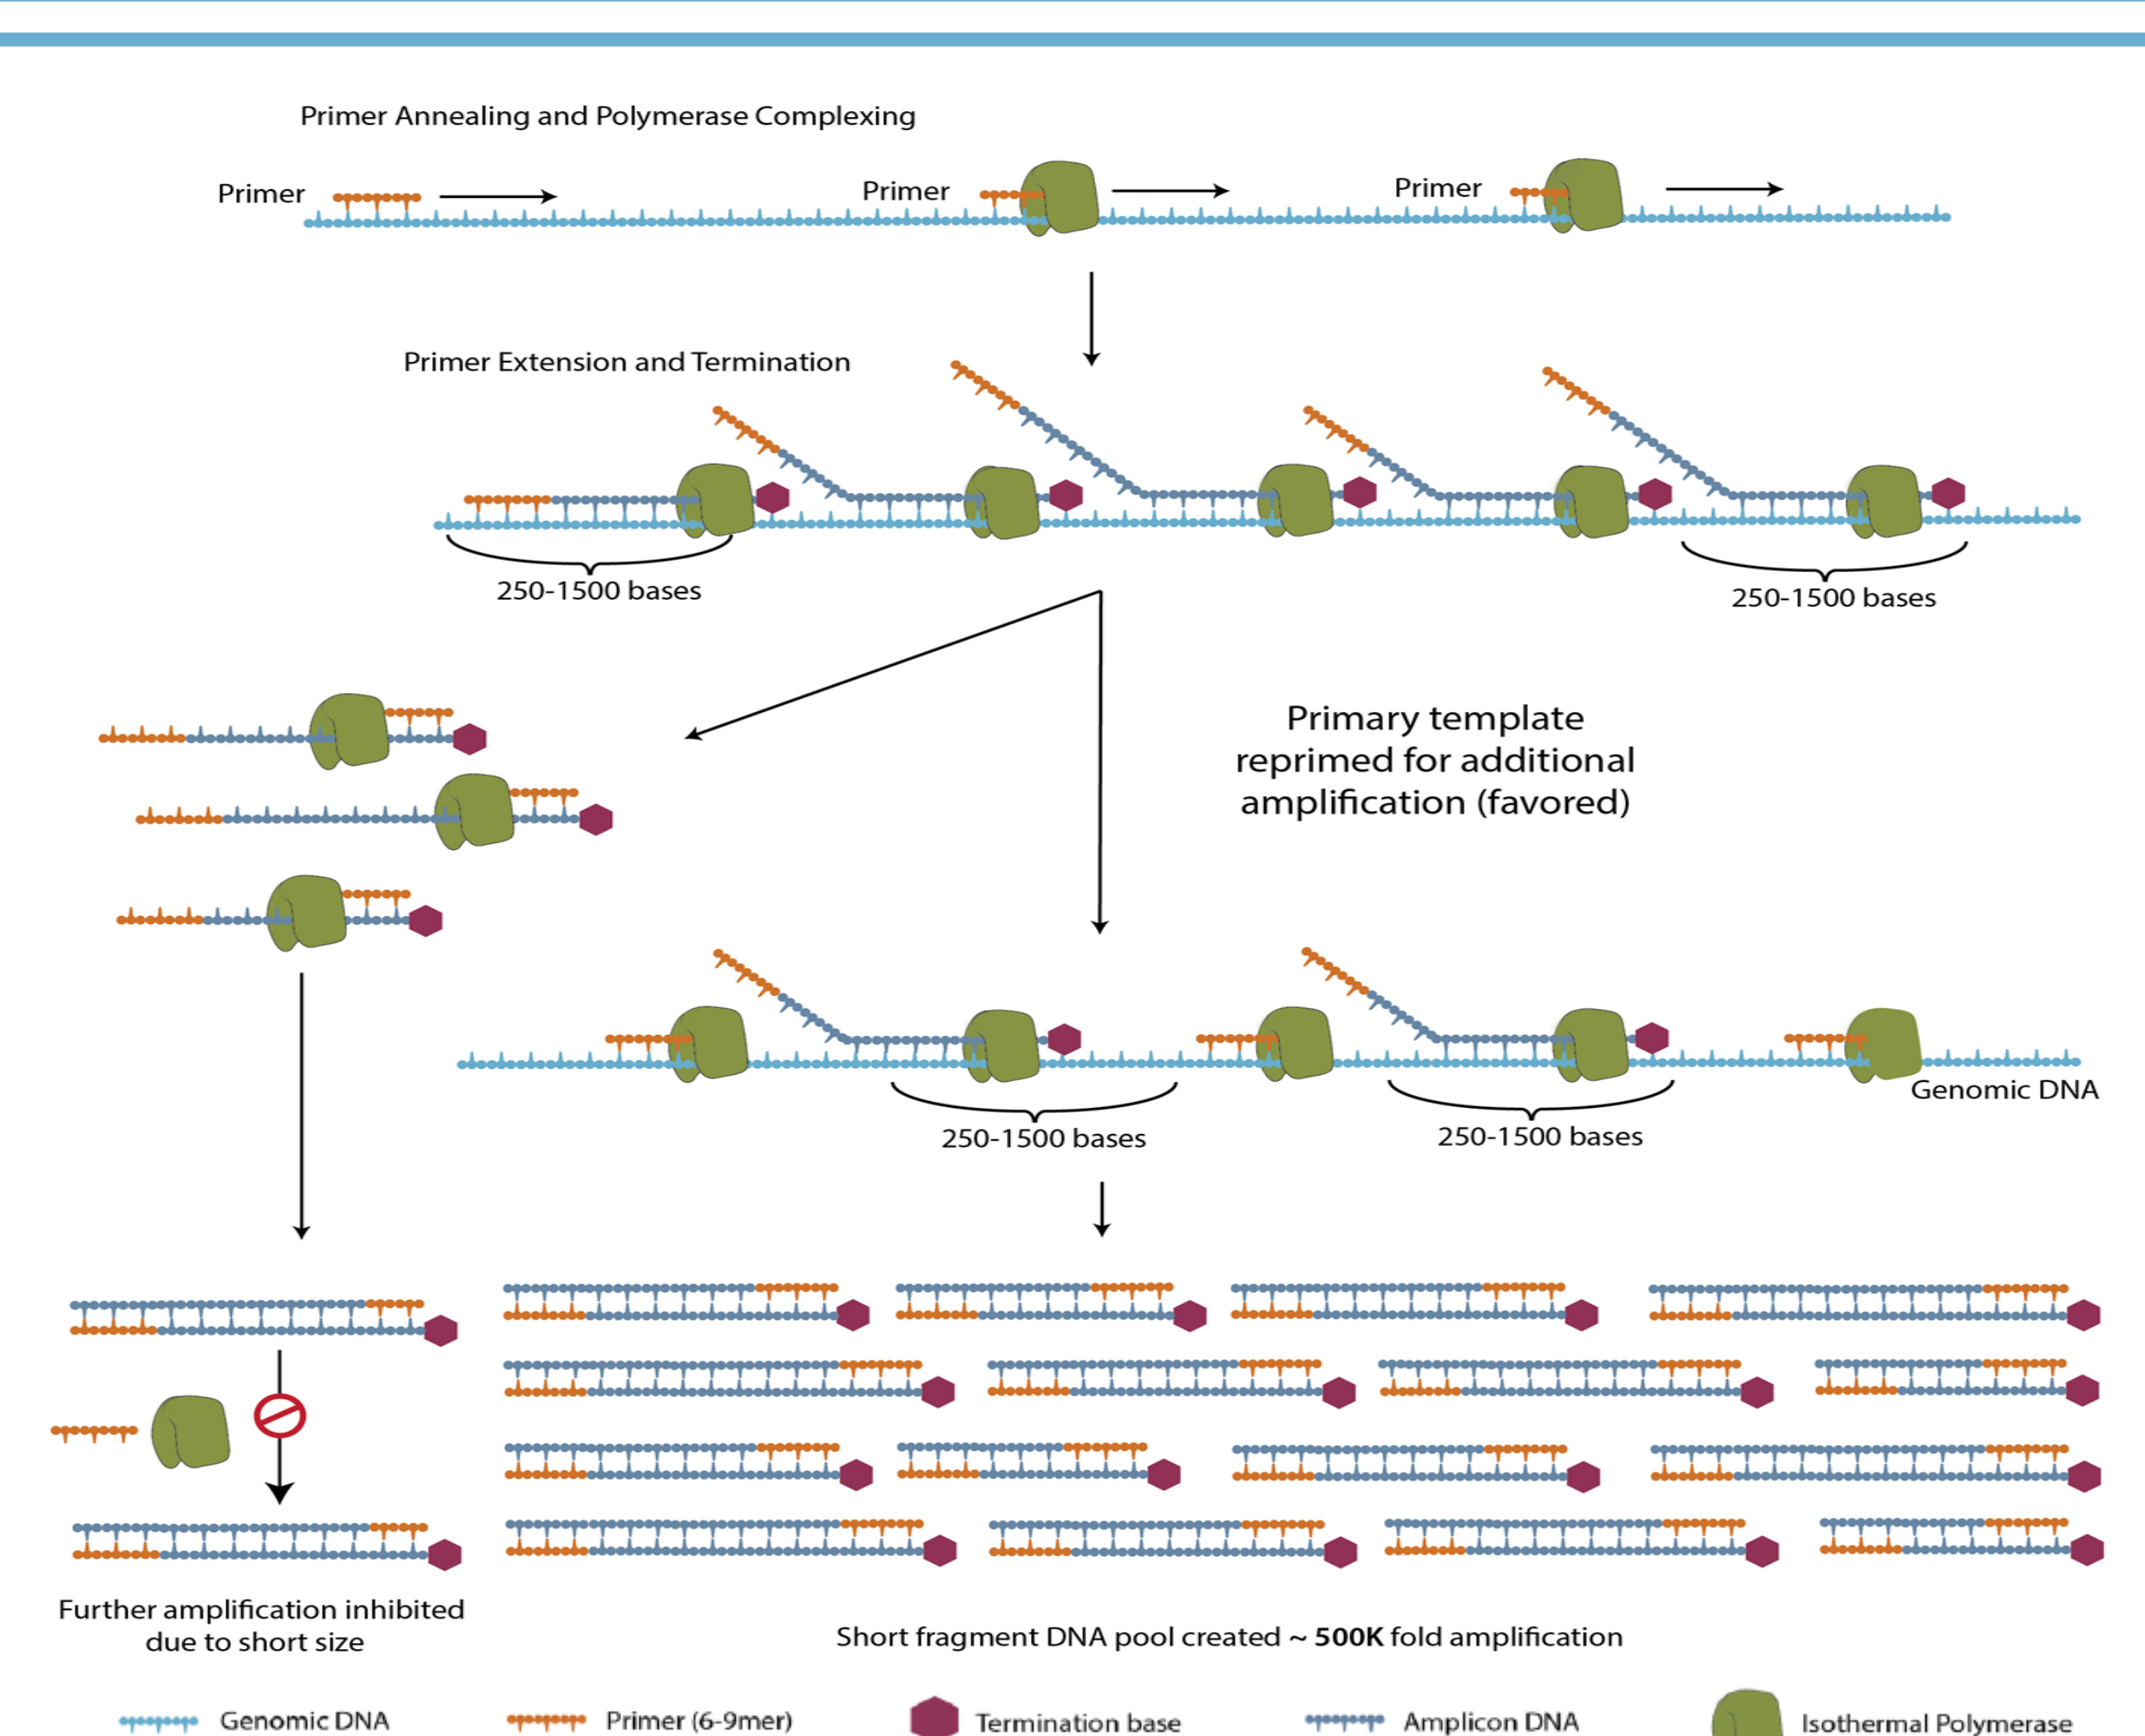 Primer Annealing and Polymerase Complexing
Primer
Primer
Primer
Primer Extension and Termination
250-1500 bases
250-1500 bases
Primary template
reprimed for additional
amplification (favored)
Genomic DNA
250-1500 bases
250-1500 bases
Further amplification inhibited
due to short size
Short fragment DNA pool created ~ 500K fold amplification
Genomic DNA
Primer (6-9mer)
Termination base
Amplicon DNA
Isothermal Polymerase